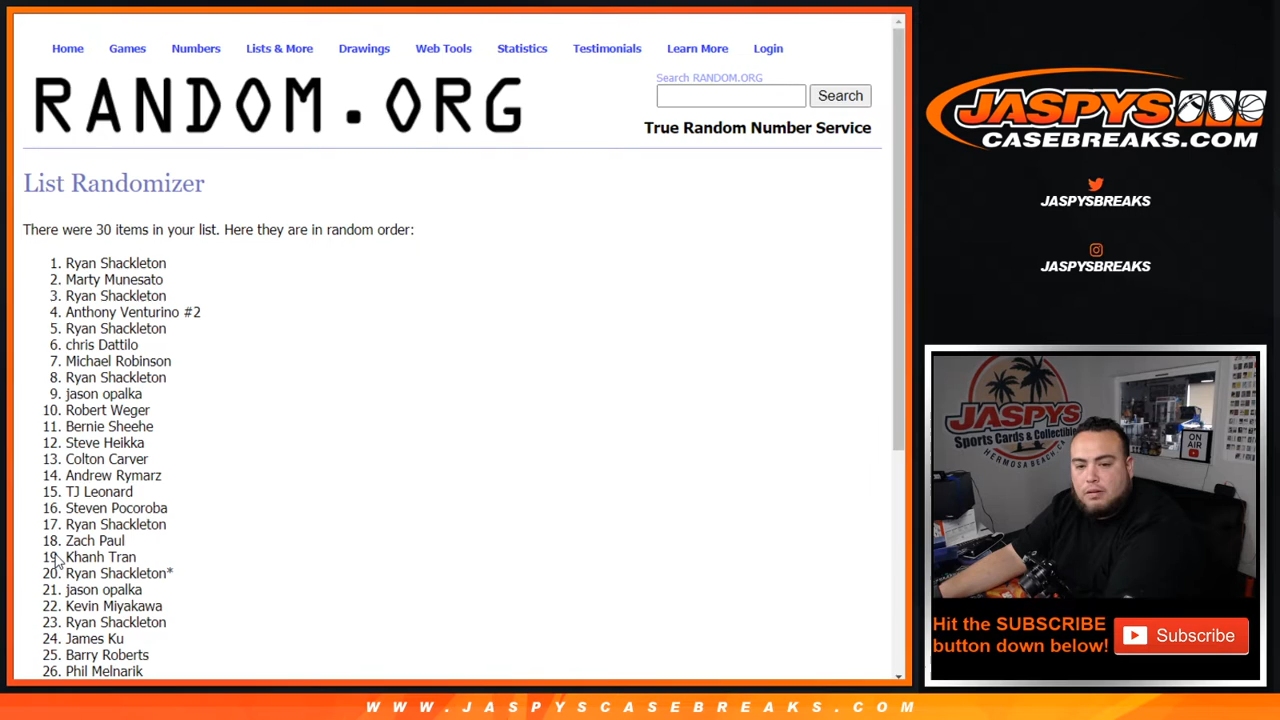 Home Games Numbers Lists & More Drawings Web Tools Statistics Testimonials Learn More Login
RANDOM.ORG
Search RANDOM.ORG
Search
True Random Number Service
List Randomizer
There were 30 items in your list. Here they are in random order:
1. Ryan Shackleton
2. Marty Munesato
3. Ryan Shackleton
4. Anthony Venturino #2
5. Ryan Shackleton
6. chris Dattilo
7. Michael Robinson
8. Ryan Shackleton
9. jason opalka
10. Robert Weger
11. Bernie Sheehe
12. Steve Heikka
13. Colton Carver
14. Andrew Rymarz
15. TJ Leonard
16. Steven Pocoroba
17. Ryan Shackleton
18. Zach Paul
19. Khanh Tran
20. Ryan Shackleton*
21. jason opalka
22. Kevin Miyakawa
23. Ryan Shackleton
24. James Ku
25. Barry Roberts
26. Phil Melnarik
JASPYS
CASEBREAKS.COM
JASPYSBREAKS
JASPYSBREAKS
JASPYS
Sports Cards & Collectibles
HERMOSA BEACH, CA
ON
AIR
Hit the SUBSCRIBE
button down below!
Subscribe
WWW.JASPYSCASEBREAKS.COM